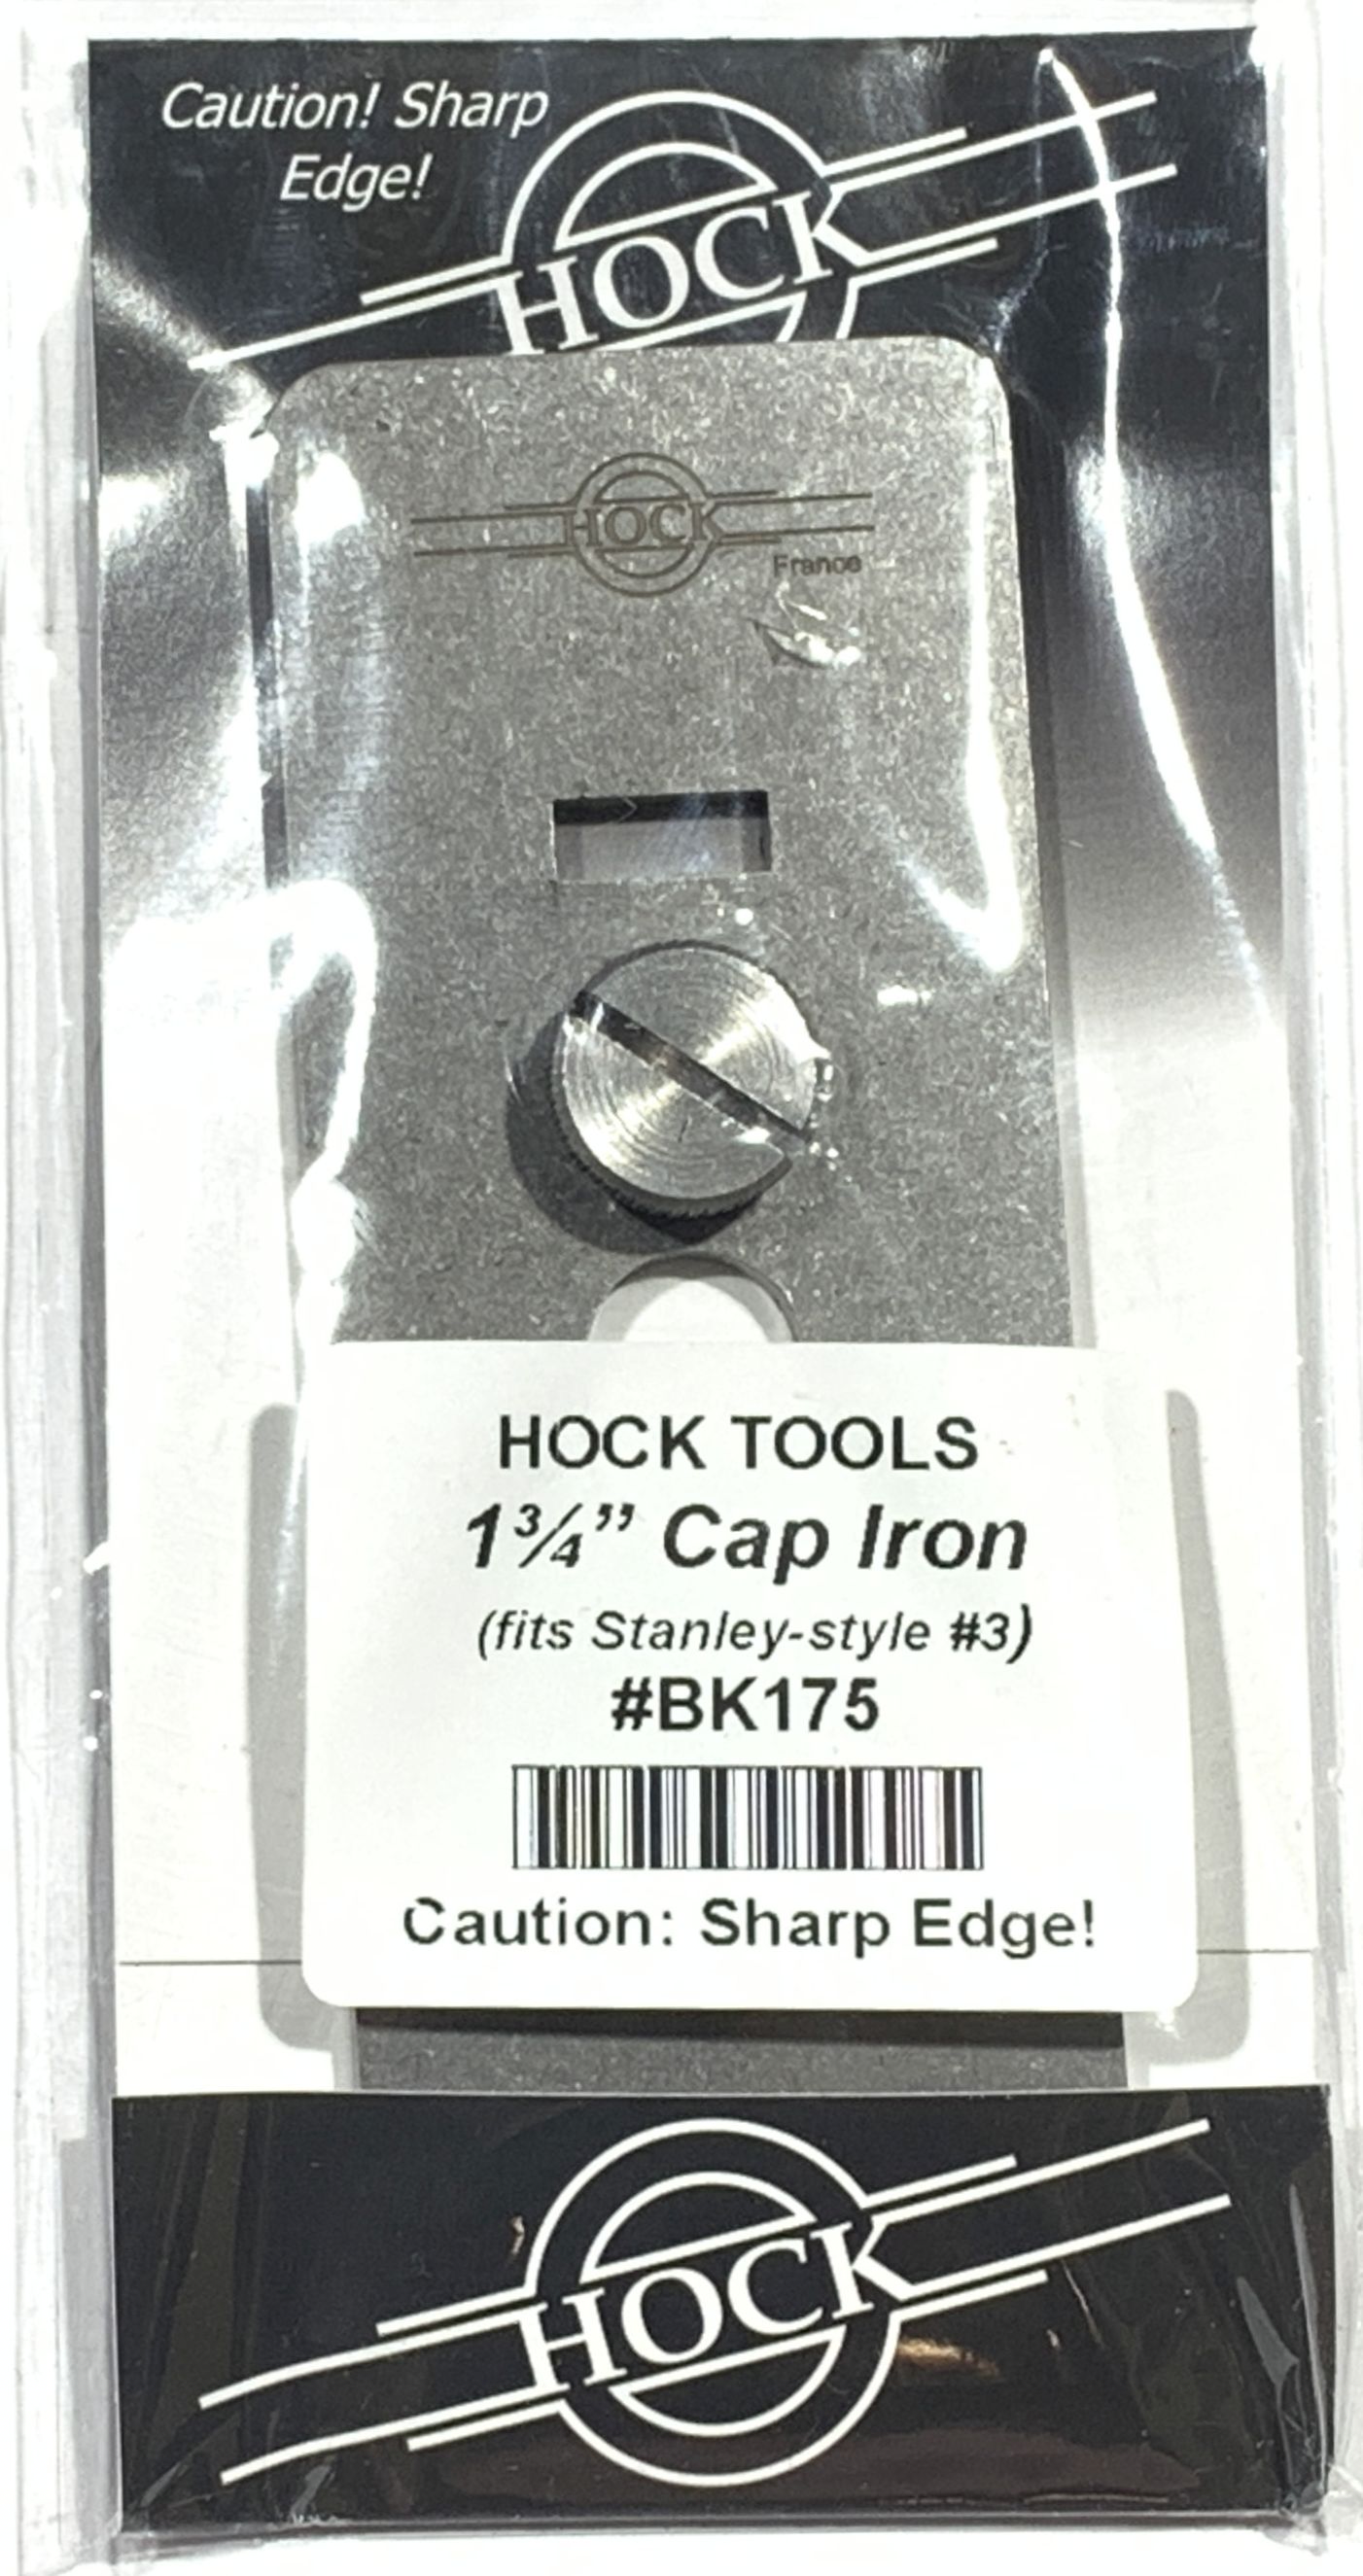 Caution! Sharp
Edge!
HOCK
HOCK
France
HOCK TOOLS
1¾” Cap Iron
(fits Stanley-style #3)
#BK175
Caution: Sharp Edge!
HOCK